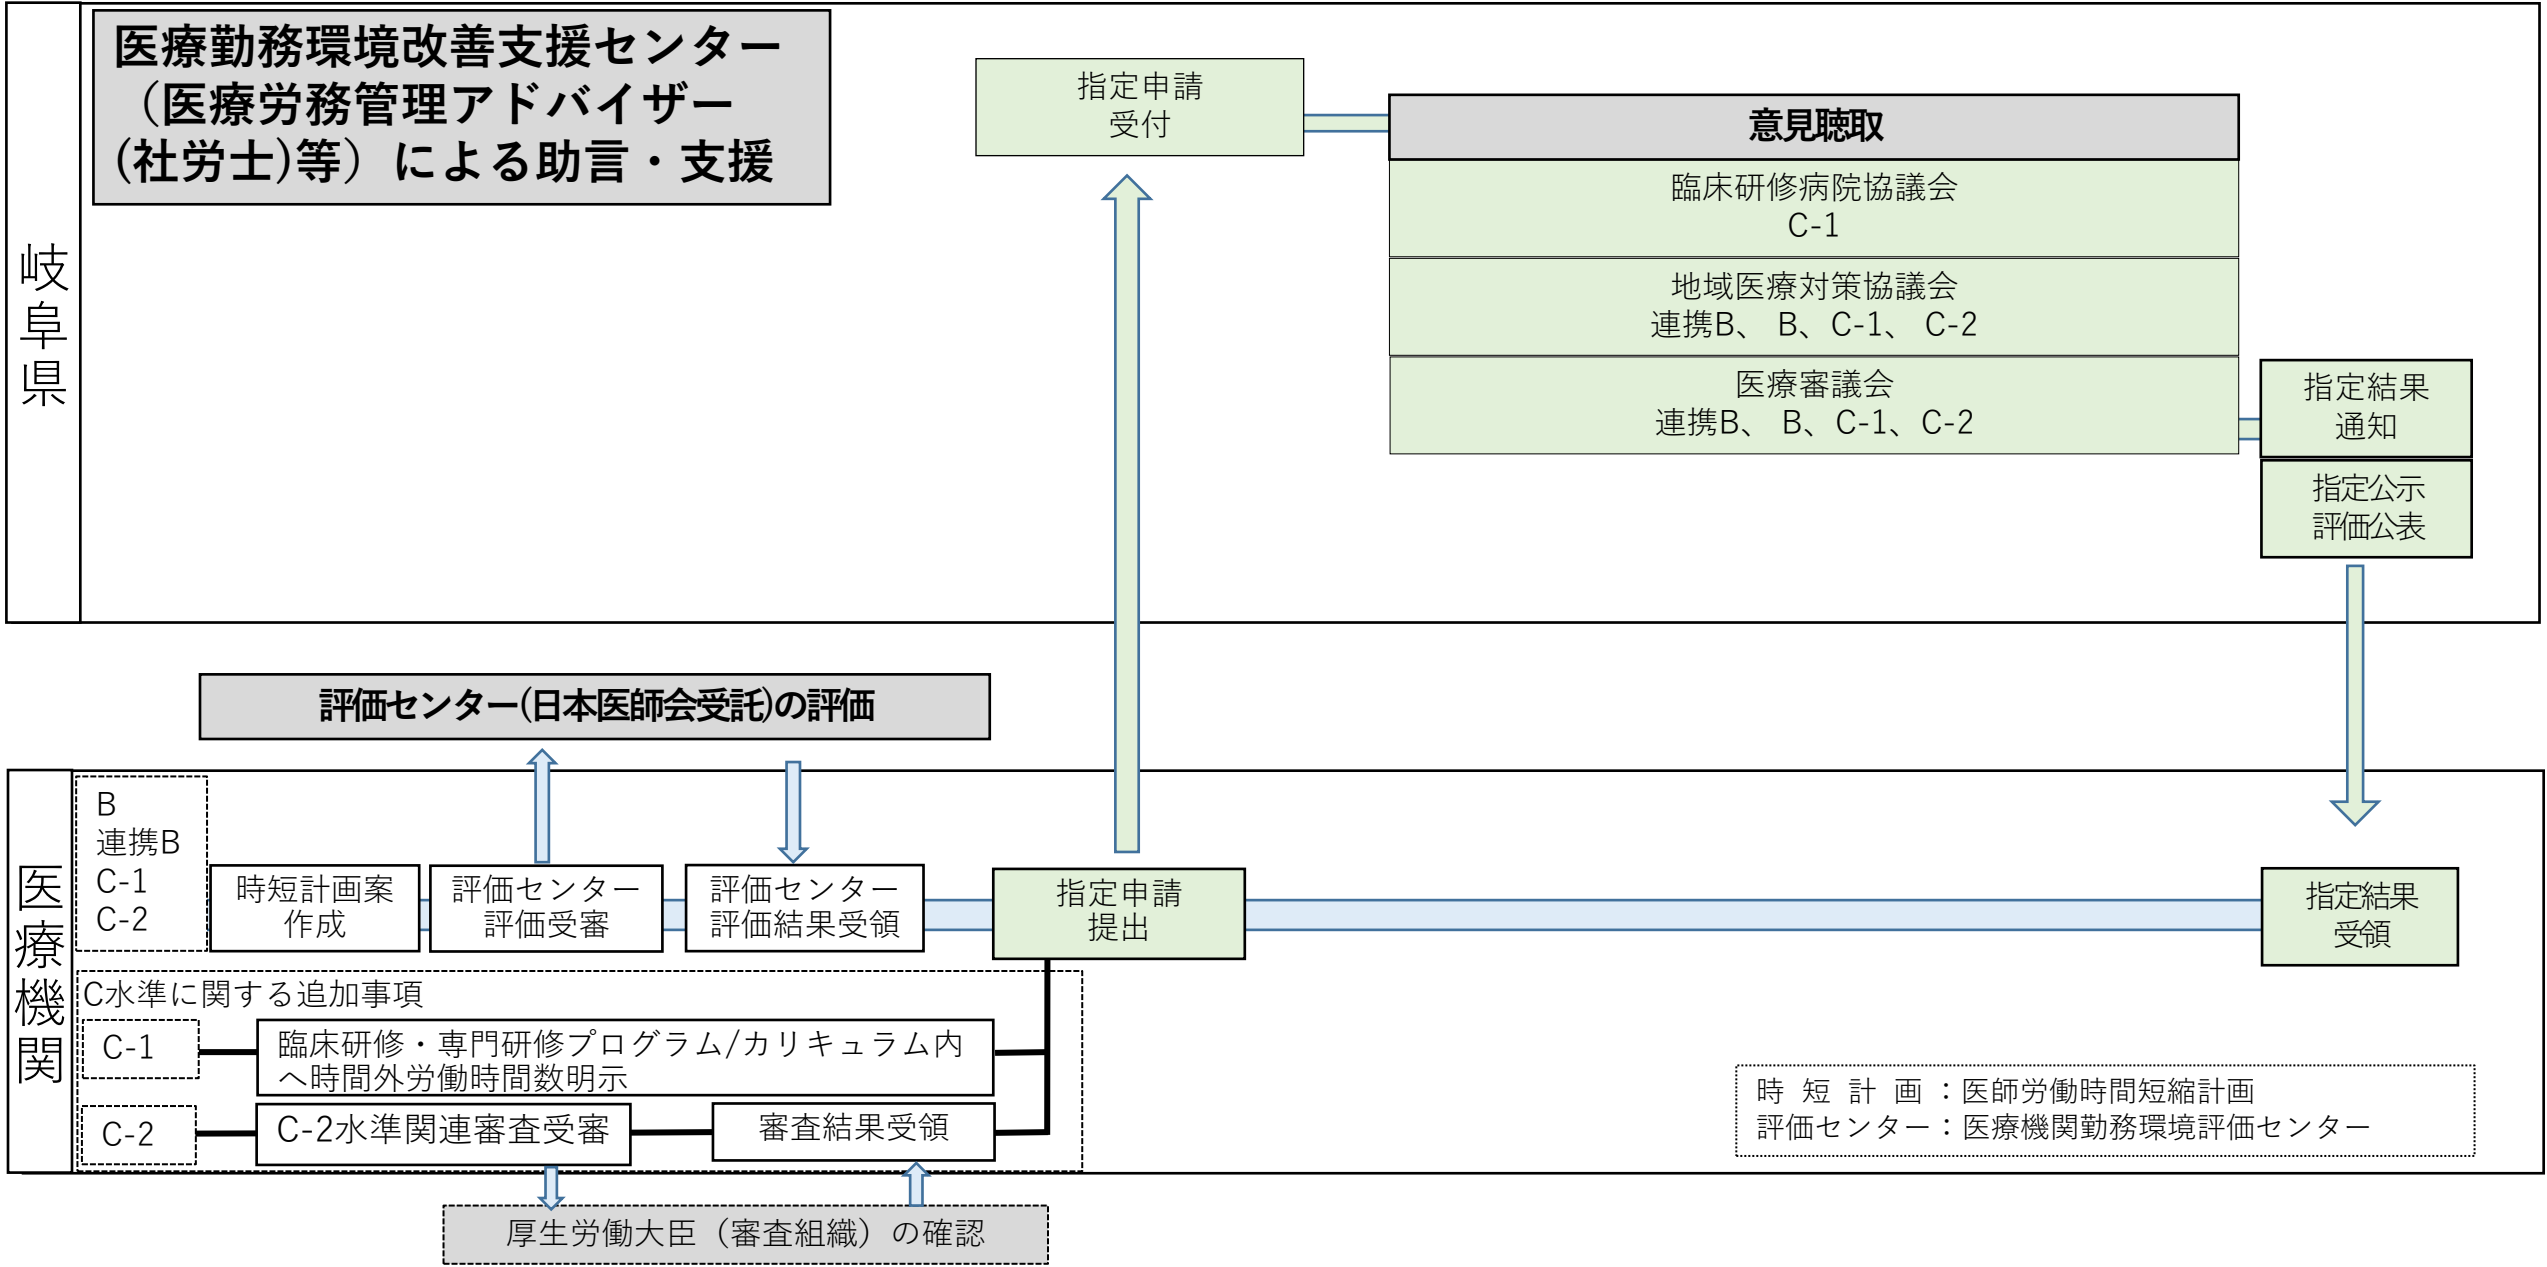 岐阜県
医療勤務環境改善支援センター
（医療労務管理アドバイザー
(社労士)等）による助言・支援
指定申請
受付
意見聴取
臨床研修病院協議会
C-1
地域医療対策協議会
連携B、 B、C-1、 C-2
医療審議会
連携B、 B、C-1、C-2
指定結果
通知
指定公示
評価公表
評価センター(日本医師会受託)の評価
医療機関
B
連携B
C-1
C-2
時短計画案
作成
評価センター
評価受審
評価センター
評価結果受領
指定申請
提出
指定結果
受領
C水準に関する追加事項
C-1
臨床研修・専門研修プログラム/カリキュラム内
へ時間外労働時間数明示
C-2
C-2水準関連審査受審
審査結果受領
時 短 計 画：医師労働時間短縮計画
評価センター：医療機関勤務環境評価センター
厚生労働大臣（審査組織）の確認